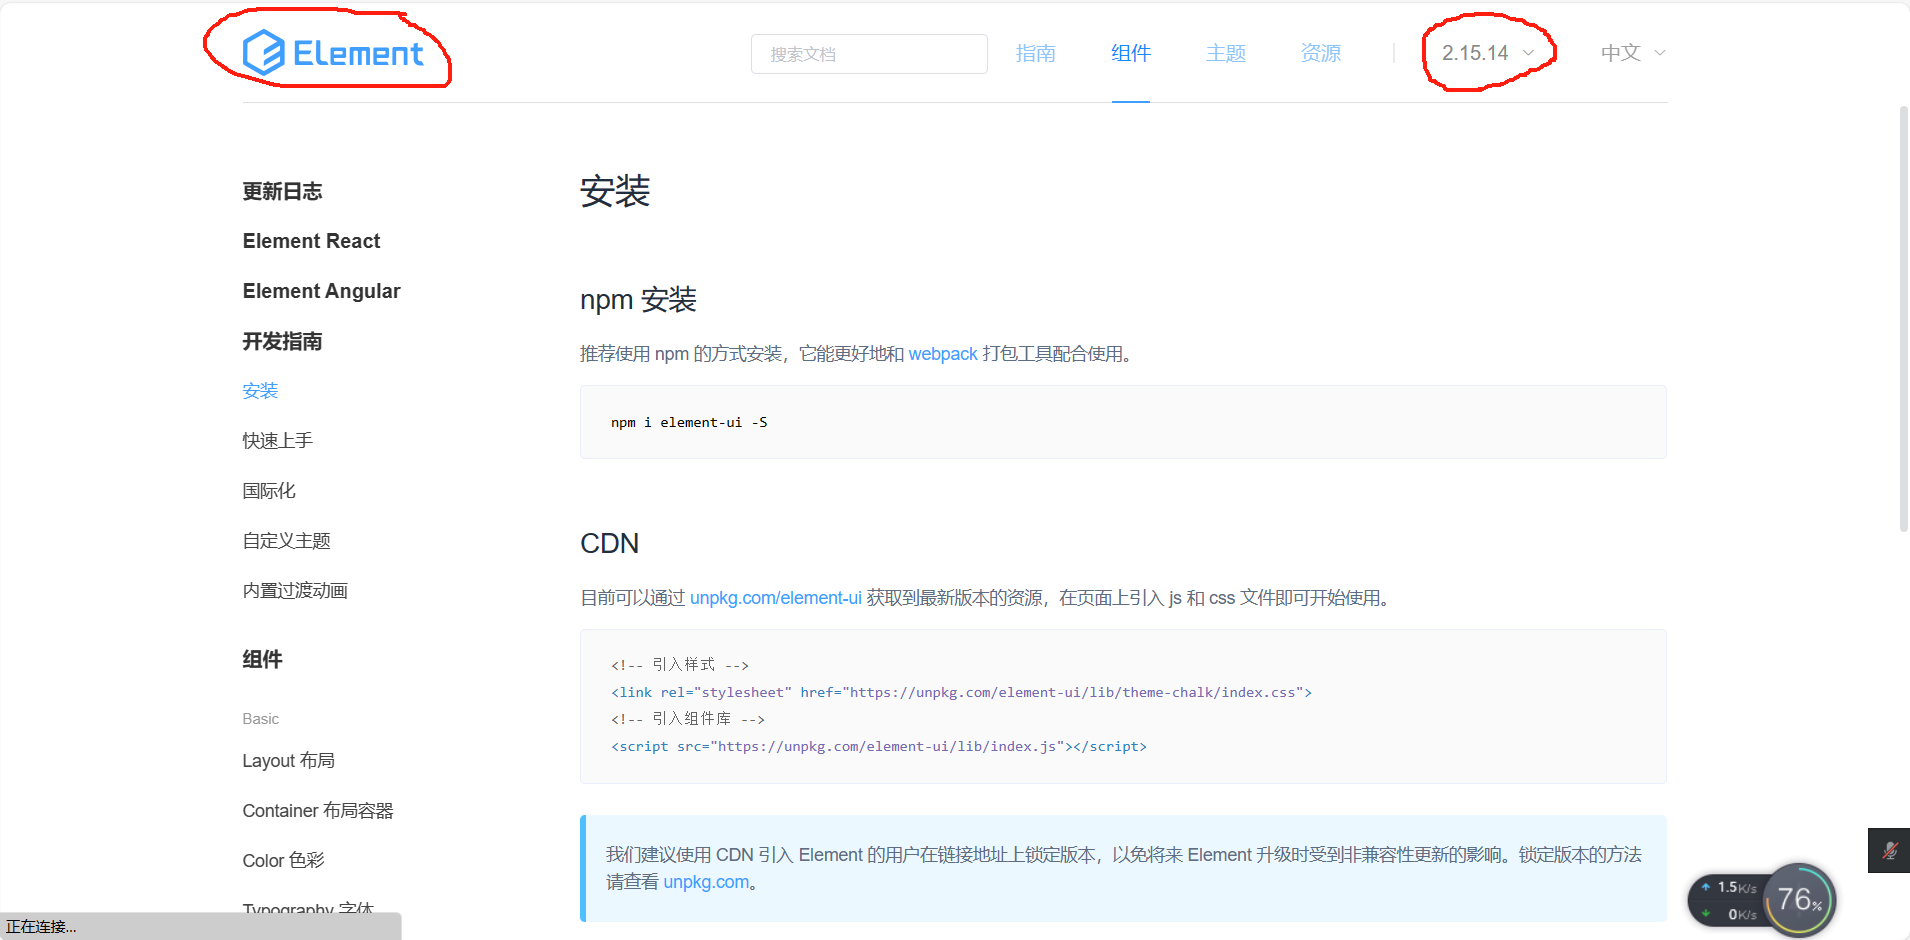 Element
搜索文档
指南
组件
主题
资源
2.15.14
中文
更新日志
Element React
Element Angular
开发指南
安装
快速上手
国际化
自定义主题
内置过渡动画
组件
Basic
Layout 布局
Container 布局容器
Color 色彩
Typography 字体
安装
npm 安装
推荐使用 npm 的方式安装，它能更好地和 webpack 打包工具配合使用。
npm i element-ui -S
CDN
目前可以通过 unpkg.com/element-ui 获取到最新版本的资源，在页面上引入 js 和 css 文件即可开始使用。
<!-- 引入样式 -->
<link rel="stylesheet" href="https://unpkg.com/element-ui/lib/theme-chalk/index.css">
<!-- 引入组件库 -->
<script src="https://unpkg.com/element-ui/lib/index.js"></script>
我们建议使用 CDN 引入 Element 的用户在链接地址上锁定版本，以免将来 Element 升级时受到非兼容性更新的影响。锁定版本的方法
请查看 unpkg.com。
1.5K/s
0K/s
76%
正在连接...